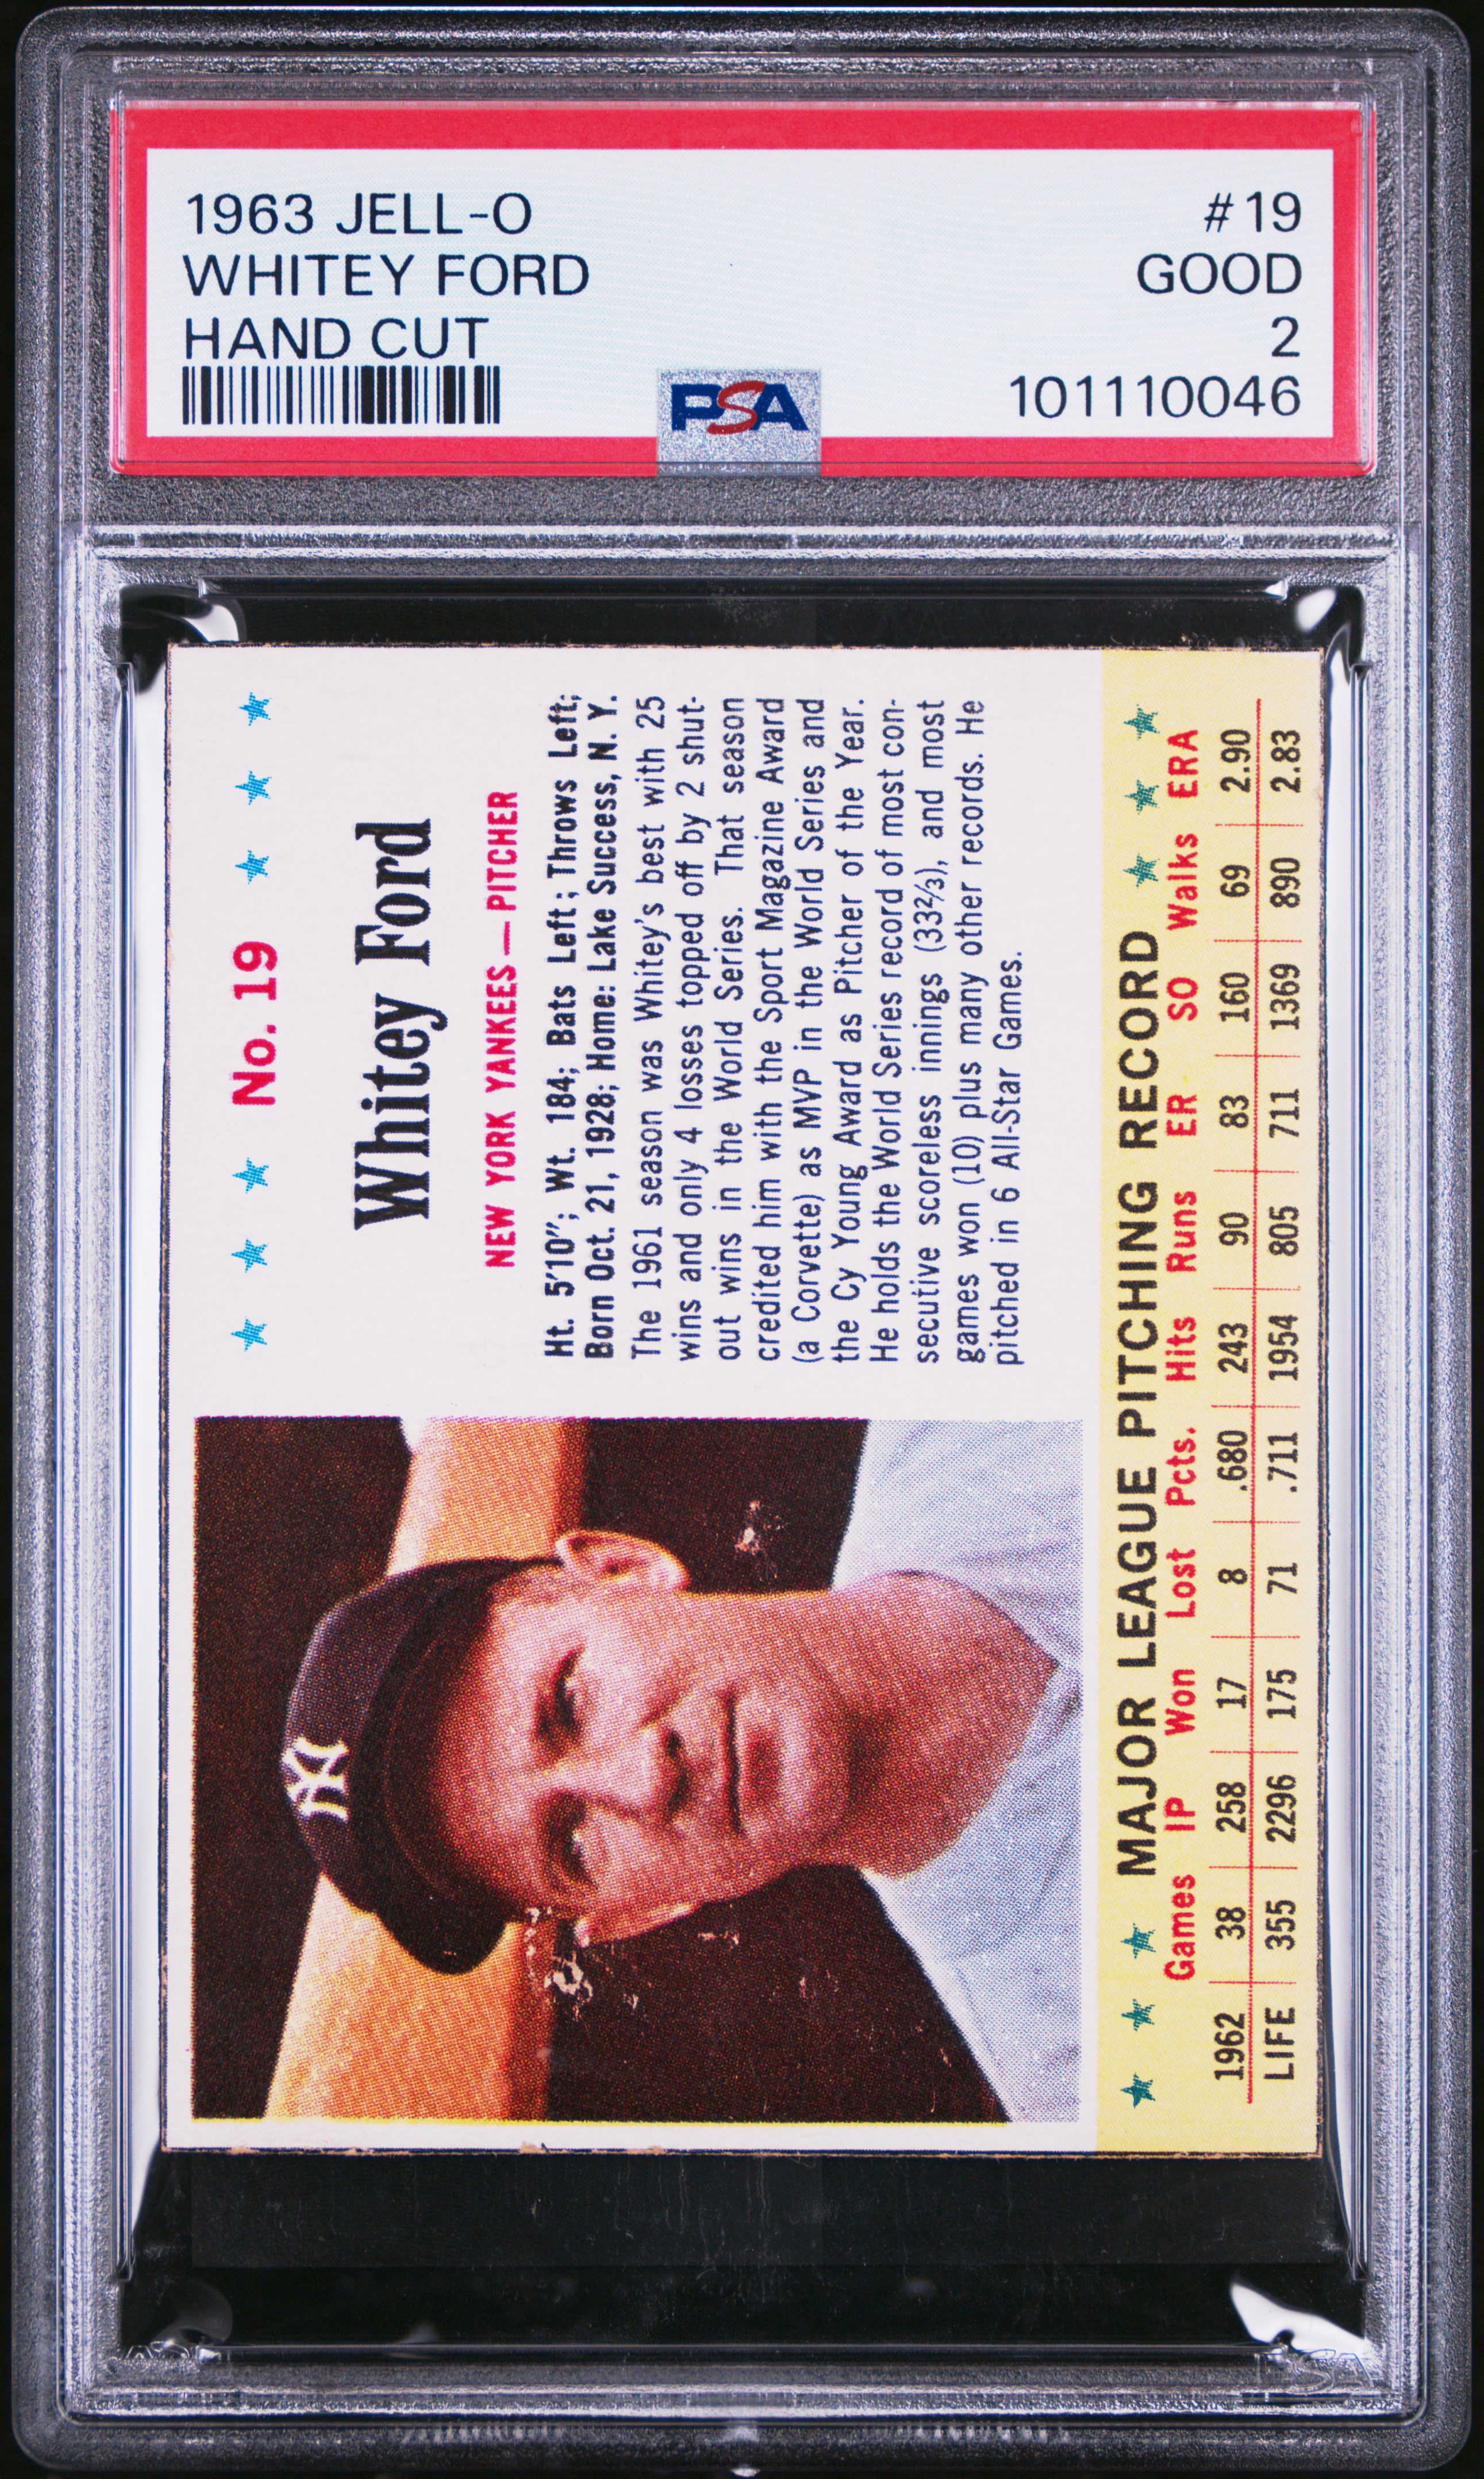 1963 JELL-O #19
WHITEY FORD GOOD
HAND CUT 2
PSA 101110046
No. 19
Whitey Ford
NEW YORK YANKEES—PITCHER
Ht. 5'10"; Wt. 184; Bats Left; Throws Left;
Born Oct. 21, 1928; Home: Lake Success, N. Y.
The 1961 season was Whitey's best with 25
wins and only 4 losses topped off by 2 shut-
out wins in the World Series. That season
credited him with the Sport Magazine Award
(a Corvette) as MVP in the World Series and
the Cy Young Award as Pitcher of the Year.
He holds the World Series record of most con-
secutive scoreless innings (33⅔), and most
games won (10) plus many other records. He
pitched in 6 All-Star Games.
NY
MAJOR LEAGUE PITCHING RECORD
Games IP Won Lost Pcts. Hits Runs ER SO Walks ERA
1962 38 258 17 8 .680 243 90 83 160 69 2.90
LIFE 355 2296 175 71 .711 1954 805 711 1369 890 2.83
PSA